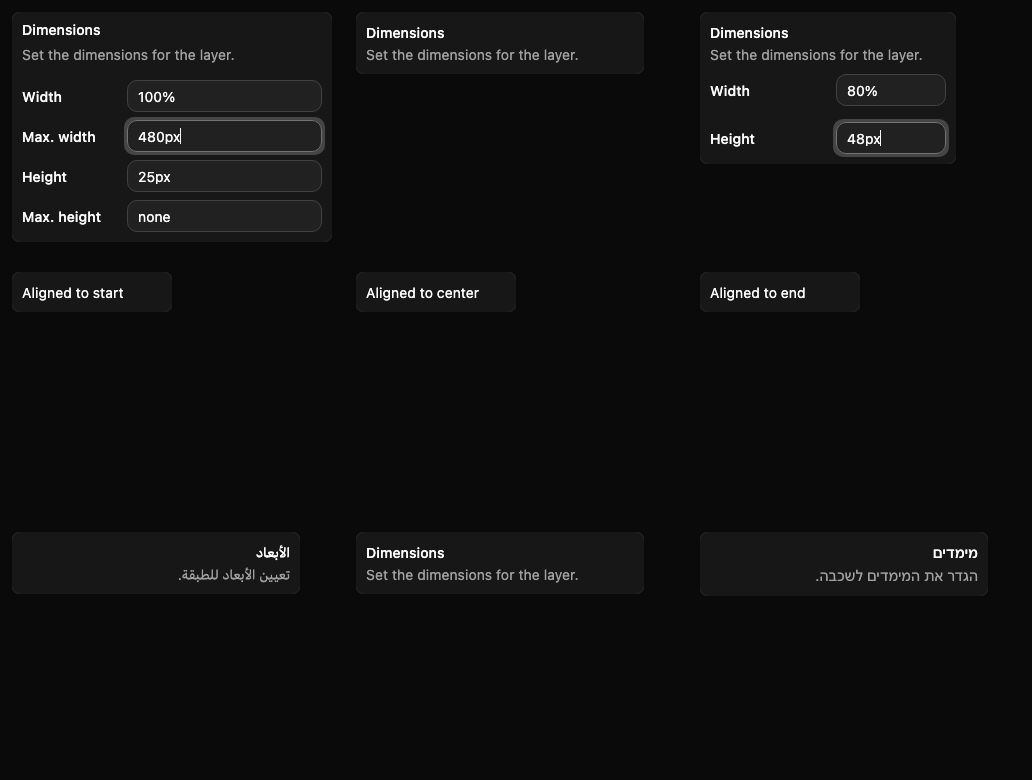 Dimensions
Set the dimensions for the layer.
Width 100%
Max. width 480px
Height 25px
Max. height none
Dimensions
Set the dimensions for the layer.
Dimensions
Set the dimensions for the layer.
Width 80%
Height 48px
Aligned to start
Aligned to center
Aligned to end
الأبعاد
تعيين الأبعاد للطبقة.
Dimensions
Set the dimensions for the layer.
מימדים
הגדר את המימדים לשכבה.